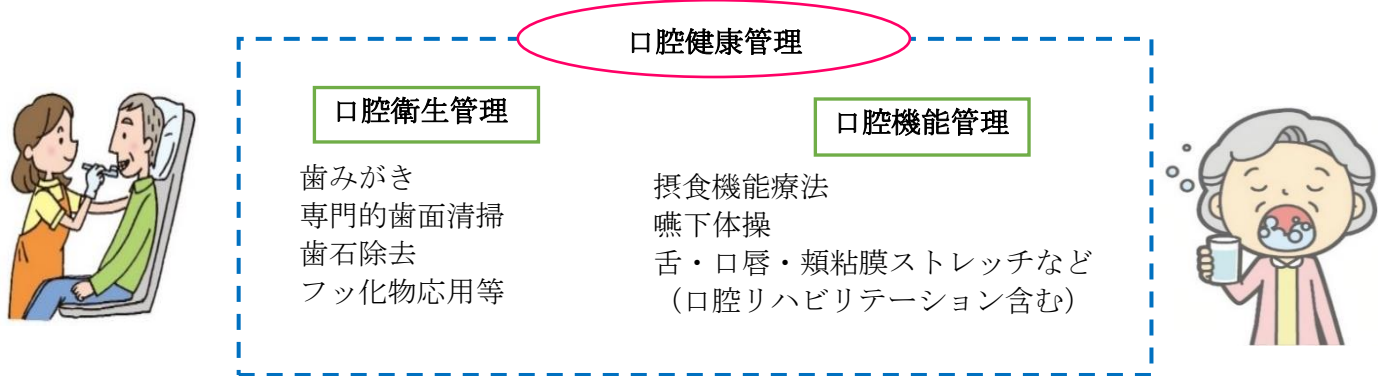 口腔健康管理
口腔衛生管理
歯みがき
専門的歯面清掃
歯石除去
フッ化物応用等
口腔機能管理
摂食機能療法
嚥下体操
舌・口唇・頬粘膜ストレッチなど
（口腔リハビリテーション含む）